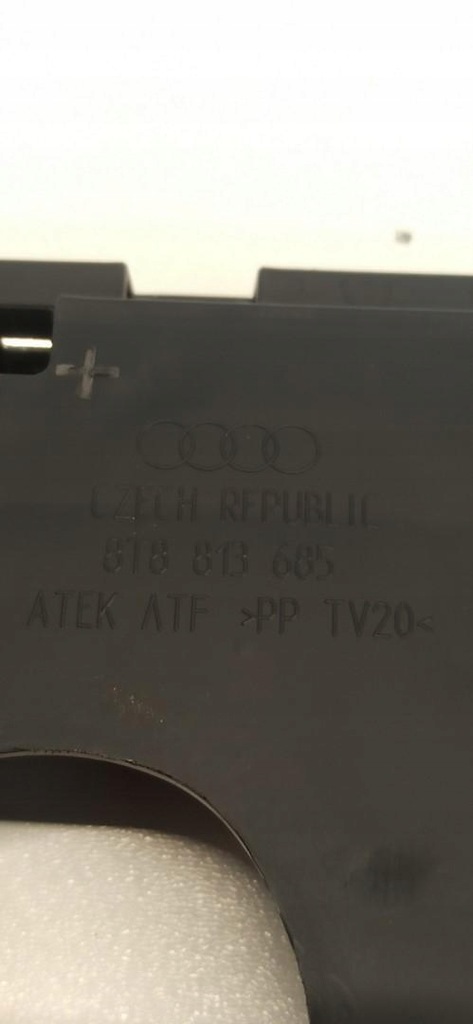 CZECH REPUBLIC
8T8 813 685
ATEK ATF >PP TV20<